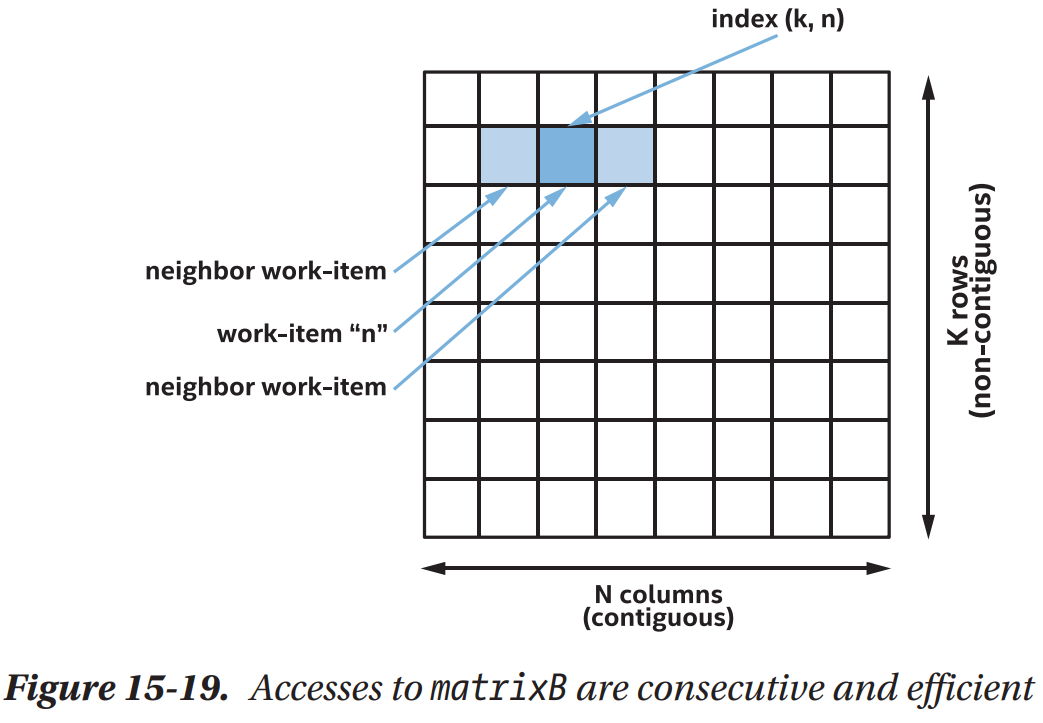 index (k, n)
neighbor work-item
work-item “n”
neighbor work-item
K rows
(non-contiguous)
N columns
(contiguous)
Figure 15-19. Accesses to matrixB are consecutive and efficient